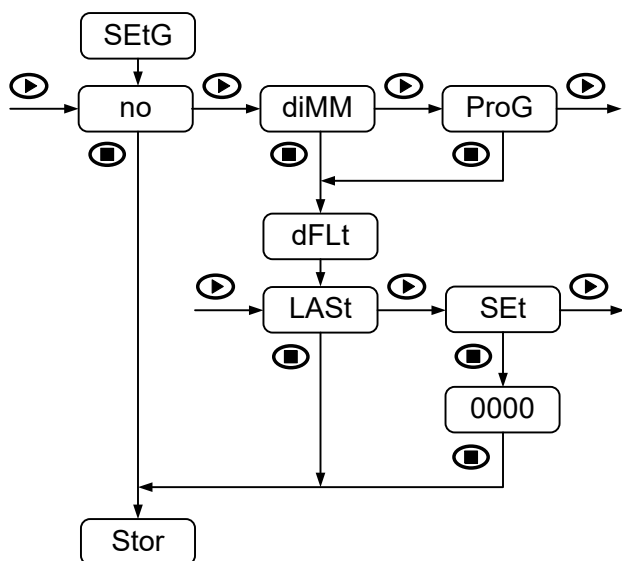 SEtG
no diMM ProG
dFLt
LASt SEt
0000
Stor